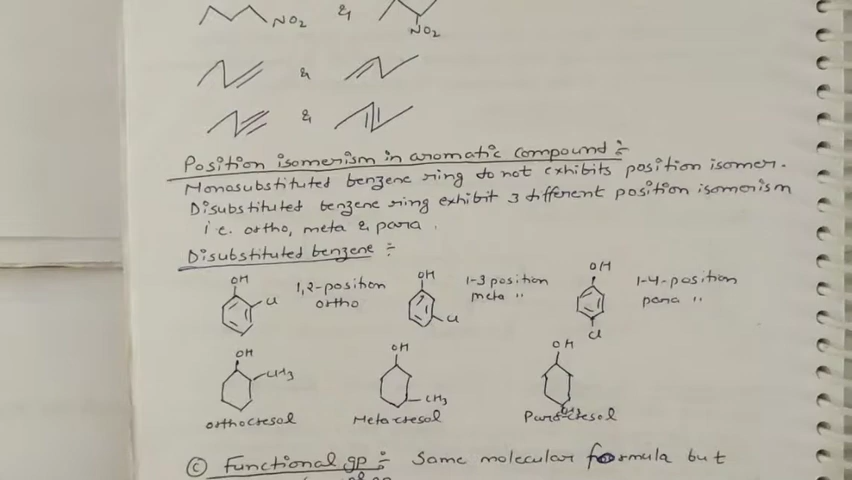 NO2 & NO2
&
&
Position isomerism in aromatic compound :-
Monosubstituted benzene ring do not exhibits position isomer.
Disubstituted benzene ring exhibit 3 different position isomerism
i.e. ortho, meta & para.
Disubstituted benzene :-
OH 1,2-position OH 1-3 position OH 1-4-position
Cl ortho Cl meta " Cl para "
OH OH OH
CH3 CH3 CH3
orthocresol Metacresol Para-cresol
(C) Functional gp :- Same molecular formula but